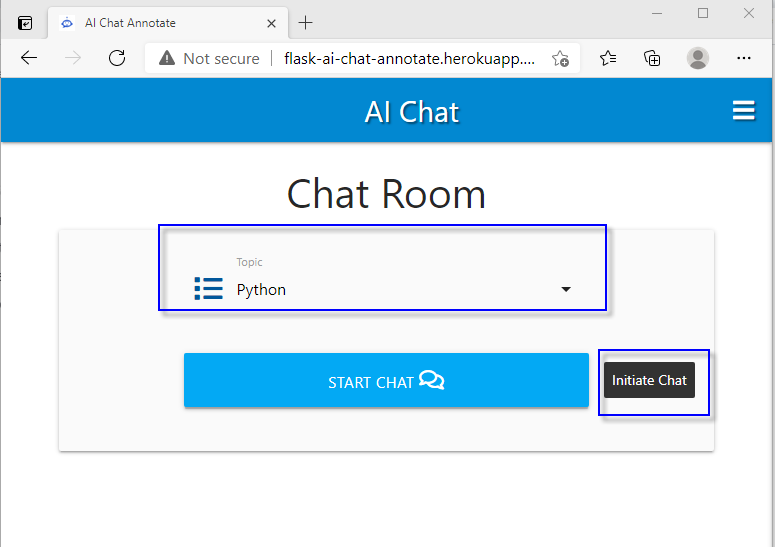 AI Chat Annotate
Not secure
flask-ai-chat-annotate.herokuapp....
AI Chat
Chat Room
Topic
Python
START CHAT
Initiate Chat